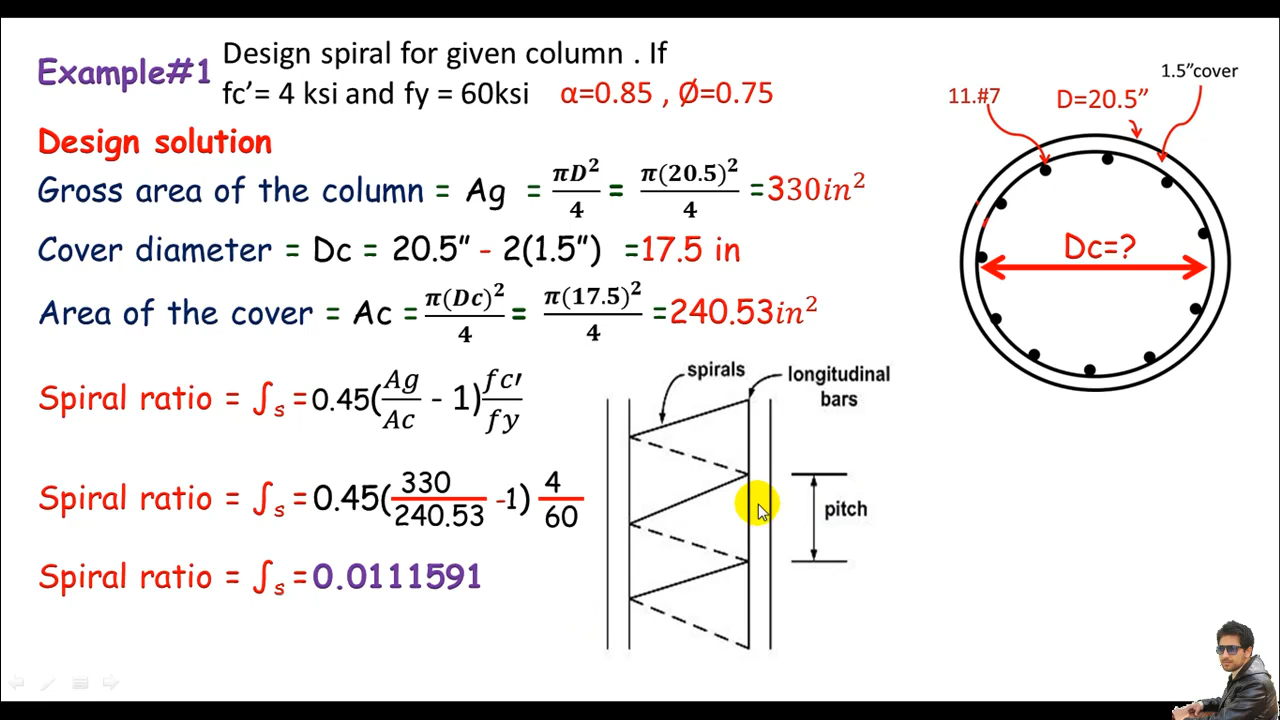 Example#1 Design spiral for given column . If
fc’= 4 ksi and fy = 60ksi α=0.85 , Ø=0.75
Design solution
Gross area of the column = Ag = πD²/4 = π(20.5)²/4 =330in²
Cover diameter = Dc = 20.5” - 2(1.5”) =17.5 in
Area of the cover = Ac = π(Dc)²/4 = π(17.5)²/4 =240.53in²
Spiral ratio = ∫s =0.45(Ag/Ac - 1)fc′/fy
Spiral ratio = ∫s =0.45(330/240.53 -1) 4/60
Spiral ratio = ∫s =0.0111591
1.5”cover
11.#7
D=20.5”
Dc=?
spirals
longitudinal
bars
pitch